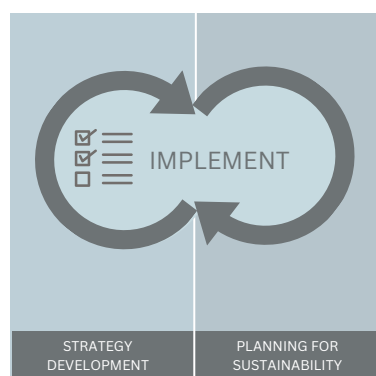 IMPLEMENT
STRATEGY
DEVELOPMENT
PLANNING FOR
SUSTAINABILITY